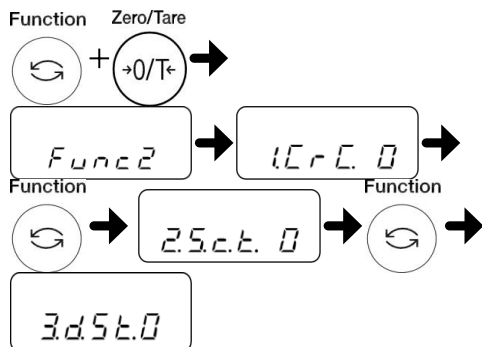 Function Zero/Tare
+ →0/T←
Func2 1.CrC. 0
Function Function
2.S.c.t. 0
3.d.St.0